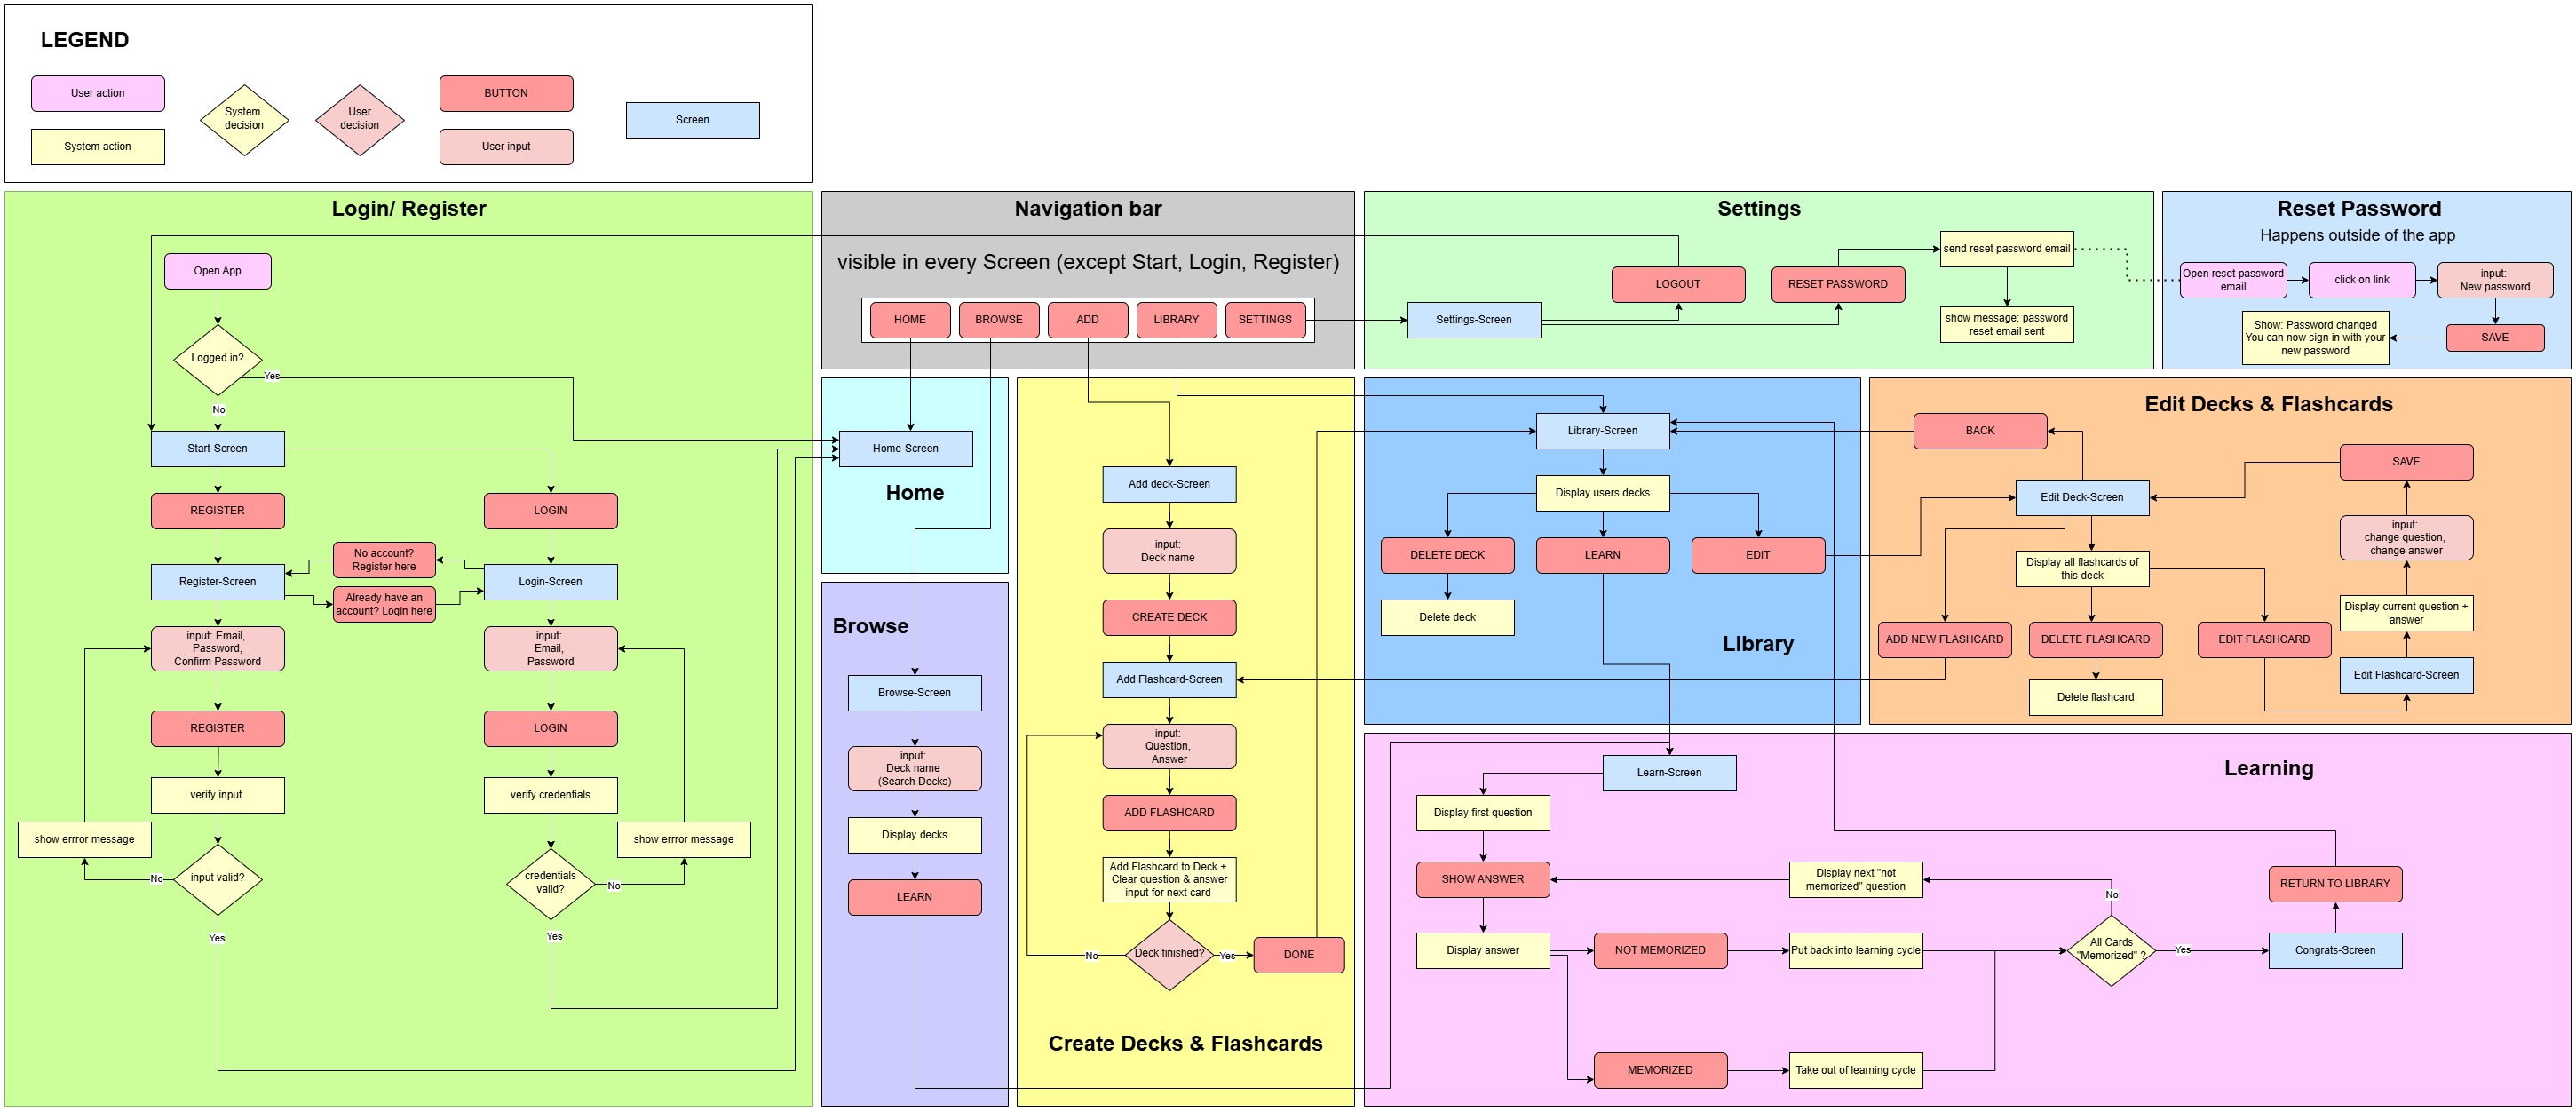 LEGEND
User action
System action
System
decision
User
decision
BUTTON
User input
Screen
Login/ Register
Open App
Logged in?
Yes
No
Start-Screen
REGISTER
LOGIN
No account?
Register here
Register-Screen
Login-Screen
Already have an
account? Login here
input: Email,
Password,
Confirm Password
input:
Email,
Password
REGISTER
LOGIN
verify input
verify credentials
show errror message
show errror message
input valid?
No
credentials
valid?
No
Yes
Yes
Navigation bar
visible in every Screen (except Start, Login, Register)
HOME
BROWSE
ADD
LIBRARY
SETTINGS
Home-Screen
Home
Browse
Browse-Screen
input:
Deck name
(Search Decks)
Display decks
LEARN
Add deck-Screen
input:
Deck name
CREATE DECK
Add Flashcard-Screen
input:
Question,
Answer
ADD FLASHCARD
Add Flashcard to Deck +
Clear question & answer
input for next card
Deck finished?
No
Yes
DONE
Create Decks & Flashcards
Settings
Settings-Screen
LOGOUT
RESET PASSWORD
send reset password email
show message: password
reset email sent
Reset Password
Happens outside of the app
Open reset password
email
click on link
input:
New password
SAVE
Show: Password changed
You can now sign in with your
new password
Library-Screen
Display users decks
DELETE DECK
LEARN
EDIT
Delete deck
Library
Edit Decks & Flashcards
BACK
SAVE
Edit Deck-Screen
input:
change question,
change answer
Display all flashcards of
this deck
Display current question +
answer
ADD NEW FLASHCARD
DELETE FLASHCARD
EDIT FLASHCARD
Delete flashcard
Edit Flashcard-Screen
Learning
Learn-Screen
Display first question
SHOW ANSWER
Display next "not
memorized" question
No
RETURN TO LIBRARY
Display answer
NOT MEMORIZED
Put back into learning cycle
All Cards
"Memorized" ?
Yes
Congrats-Screen
MEMORIZED
Take out of learning cycle